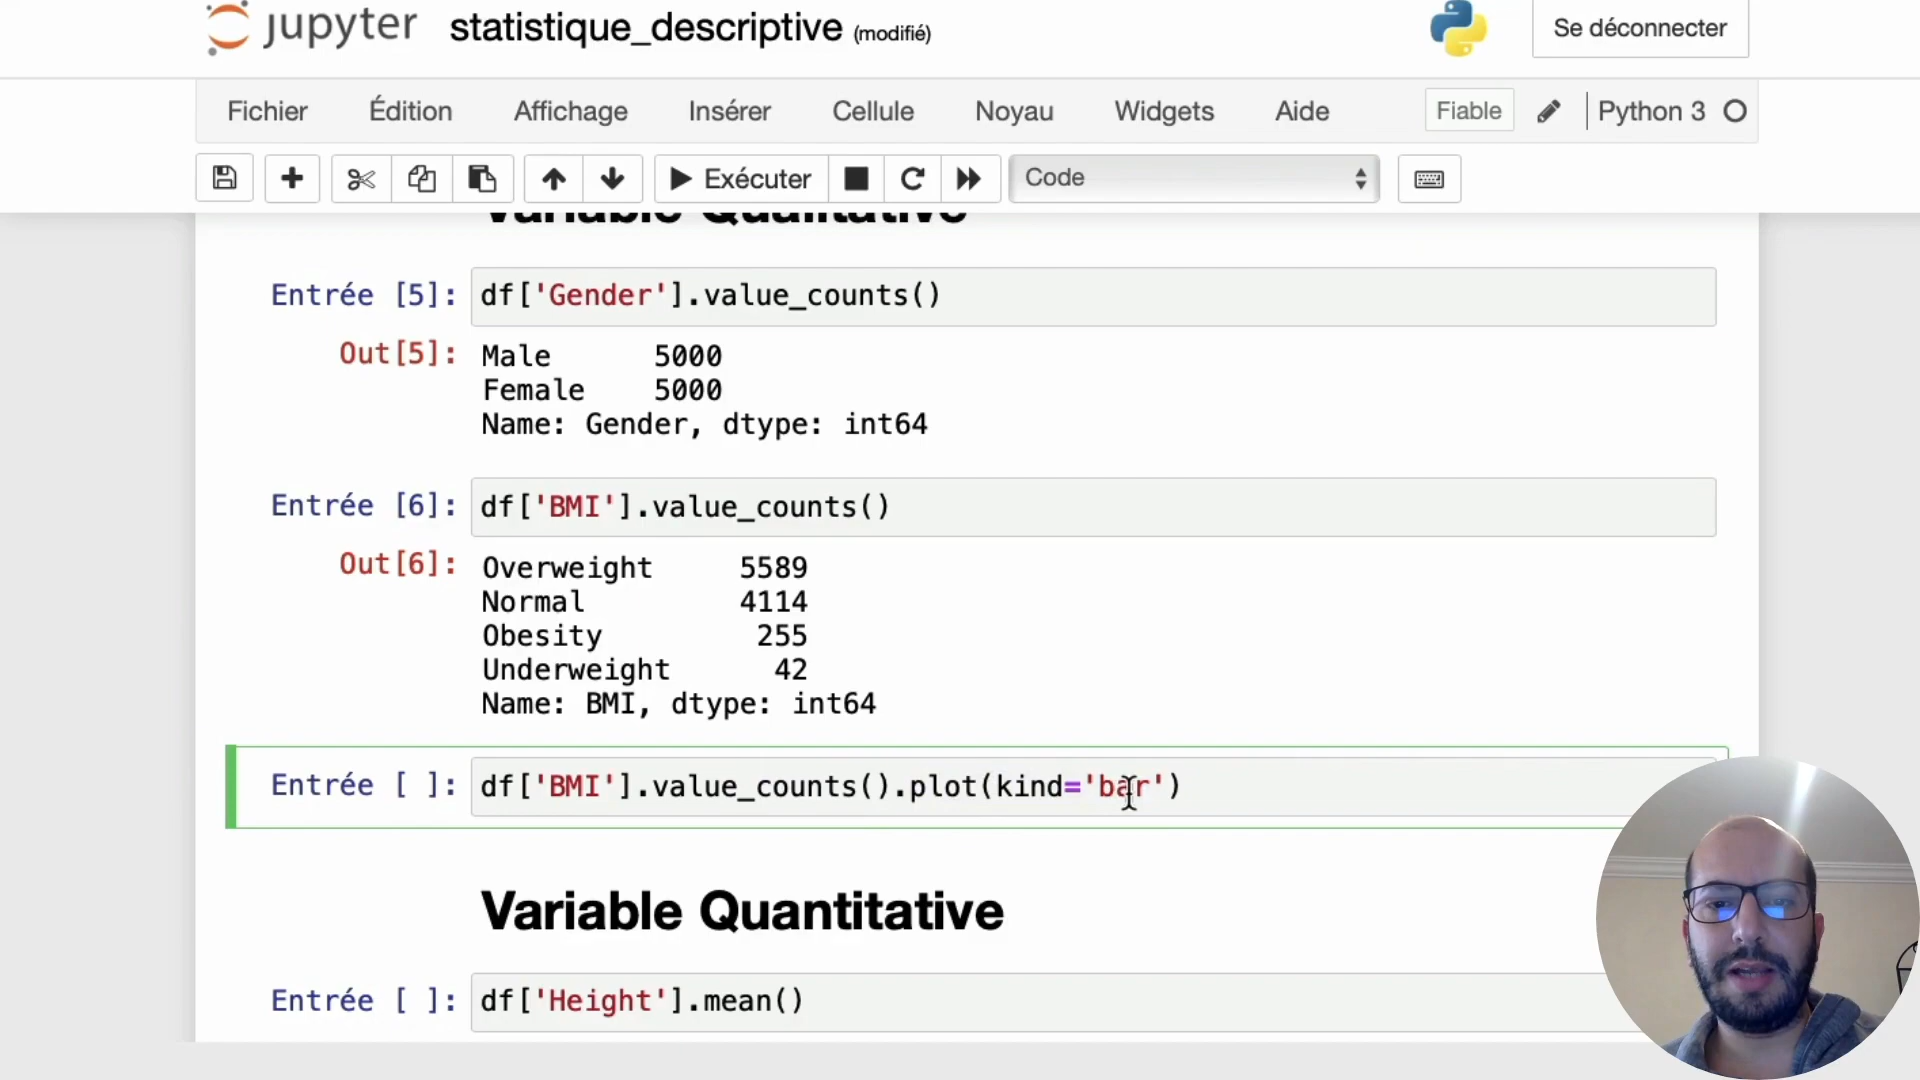 jupyter statistique_descriptive (modifié) Se déconnecter
Fichier Édition Affichage Insérer Cellule Noyau Widgets Aide Fiable Python 3
Exécuter Code
Variable Qualitative
Entrée [5]: df['Gender'].value_counts()
Out[5]: Male 5000
Female 5000
Name: Gender, dtype: int64
Entrée [6]: df['BMI'].value_counts()
Out[6]: Overweight 5589
Normal 4114
Obesity 255
Underweight 42
Name: BMI, dtype: int64
Entrée [ ]: df['BMI'].value_counts().plot(kind='bar')
Variable Quantitative
Entrée [ ]: df['Height'].mean()